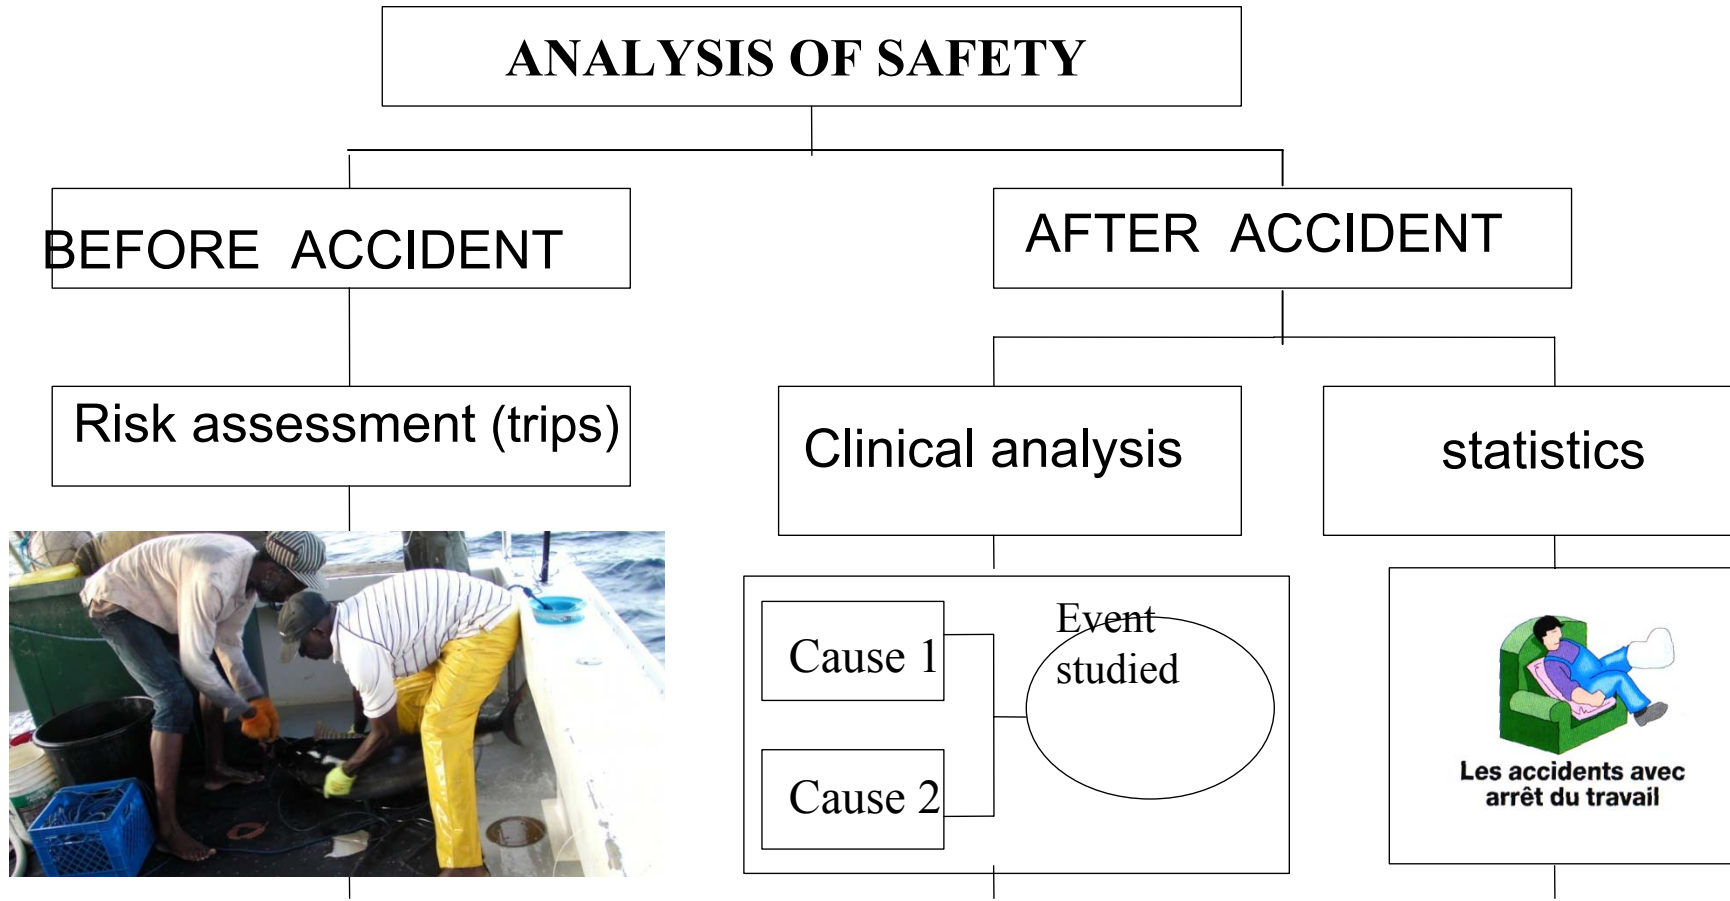 ANALYSIS OF SAFETY
BEFORE ACCIDENT
AFTER ACCIDENT
Risk assessment (trips)
Clinical analysis
statistics
Cause 1
Event
studied
Cause 2
Les accidents avec
arrêt du travail